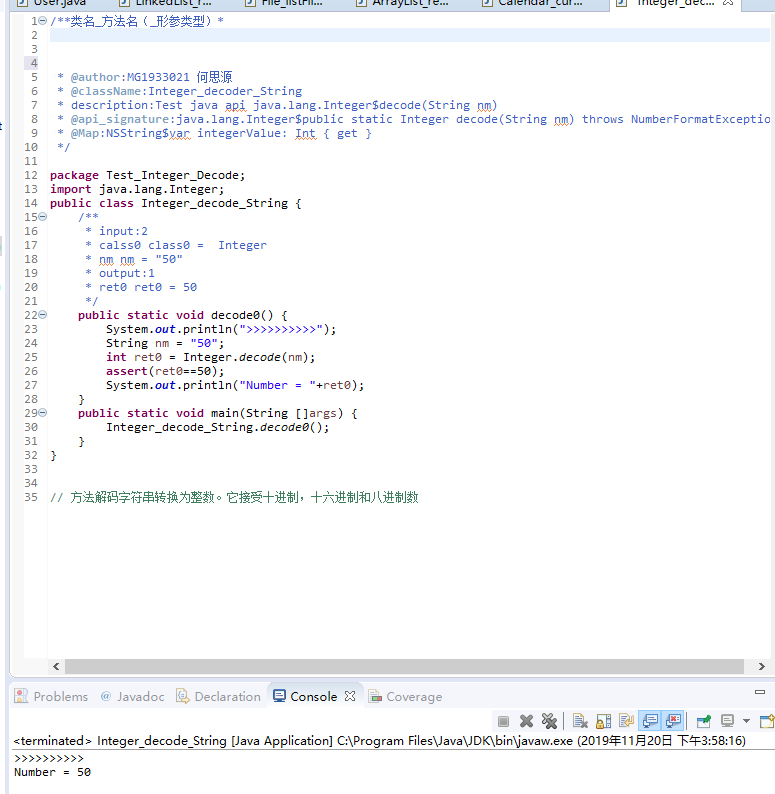 User.java LinkedList_r... File_listFil... ArrayList_re... Calendar_cur... Integer_dec...
1 /**类名_方法名（_形参类型）*
2
3
4
5 * @author:MG1933021 何思源
6 * @className:Integer_decoder_String
7 * description:Test java api java.lang.Integer$decode(String nm)
8 * @api_signature:java.lang.Integer$public static Integer decode(String nm) throws NumberFormatExceptio
9 * @Map:NSString$var integerValue: Int { get }
10 */
11
12 package Test_Integer_Decode;
13 import java.lang.Integer;
14 public class Integer_decode_String {
15 /**
16 * input:2
17 * calss0 class0 = Integer
18 * nm nm = "50"
19 * output:1
20 * ret0 ret0 = 50
21 */
22 public static void decode0() {
23 System.out.println(">>>>>>>>>>");
24 String nm = "50";
25 int ret0 = Integer.decode(nm);
26 assert(ret0==50);
27 System.out.println("Number = "+ret0);
28 }
29 public static void main(String []args) {
30 Integer_decode_String.decode0();
31 }
32 }
33
34
35 // 方法解码字符串转换为整数。它接受十进制，十六进制和八进制数
Problems @ Javadoc Declaration Console Coverage
<terminated> Integer_decode_String [Java Application] C:\Program Files\Java\JDK\bin\javaw.exe (2019年11月20日 下午3:58:16)
>>>>>>>>>>
Number = 50